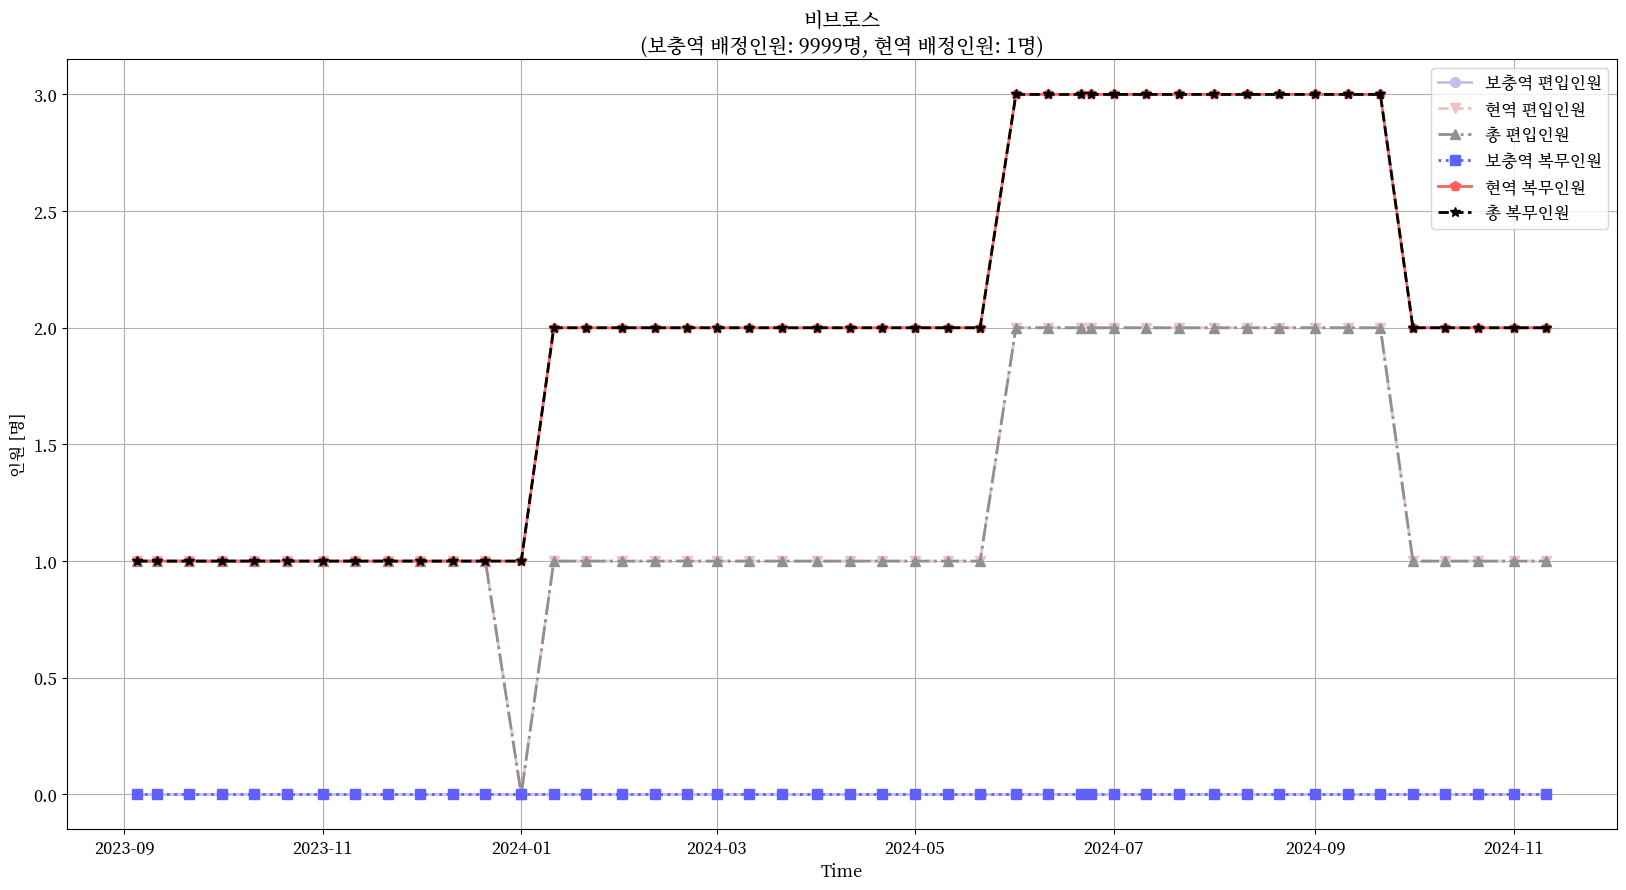 비브로스
(보충역 배정인원: 9999명, 현역 배정인원: 1명)
보충역 편입인원
현역 편입인원
총 편입인원
보충역 복무인원
현역 복무인원
총 복무인원
3.0
2.5
2.0
1.5
1.0
0.5
0.0
인원 [명]
2023-09 2023-11 2024-01 2024-03 2024-05 2024-07 2024-09 2024-11
Time